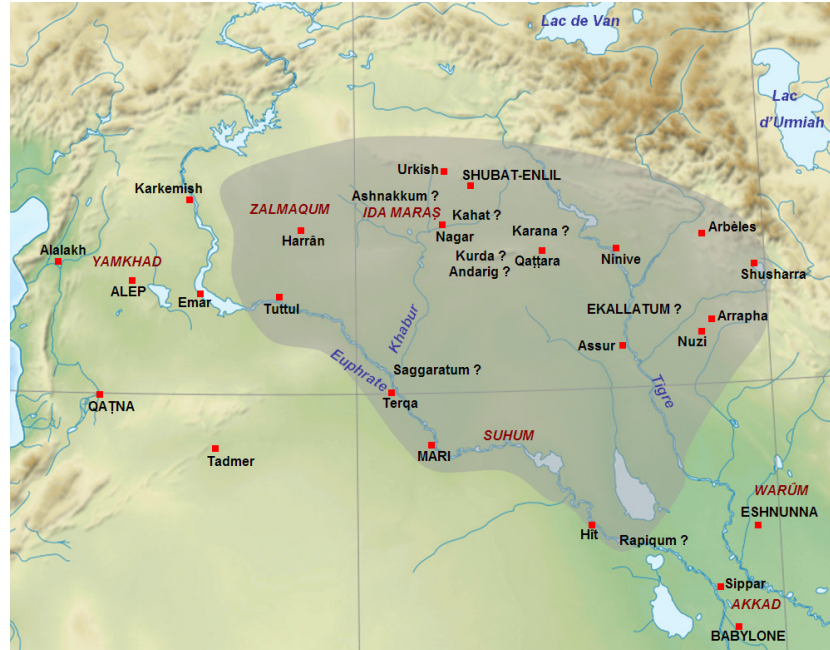 Lac de Van
Lac
d'Urmiah
Urkish
SHUBAT-ENLIL
Karkemish
Ashnakkum ?
ZALMAQUM
IDA MARAṢ
Kahat ?
Harrân
Nagar
Karana ?
Arbèles
Alalakh
YAMKHAD
Kurda ?
Qaṭṭara
Ninive
Andarig ?
Shusharra
ALEP
Emar
Tuttul
Khabur
EKALLATUM ?
Arrapha
Nuzi
Assur
Euphrate
Saggaratum ?
Tigre
QAṬNA
Terqa
SUHUM
MARI
Tadmer
WARÛM
ESHNUNNA
Hît
Rapiqum ?
Sippar
AKKAD
BABYLONE